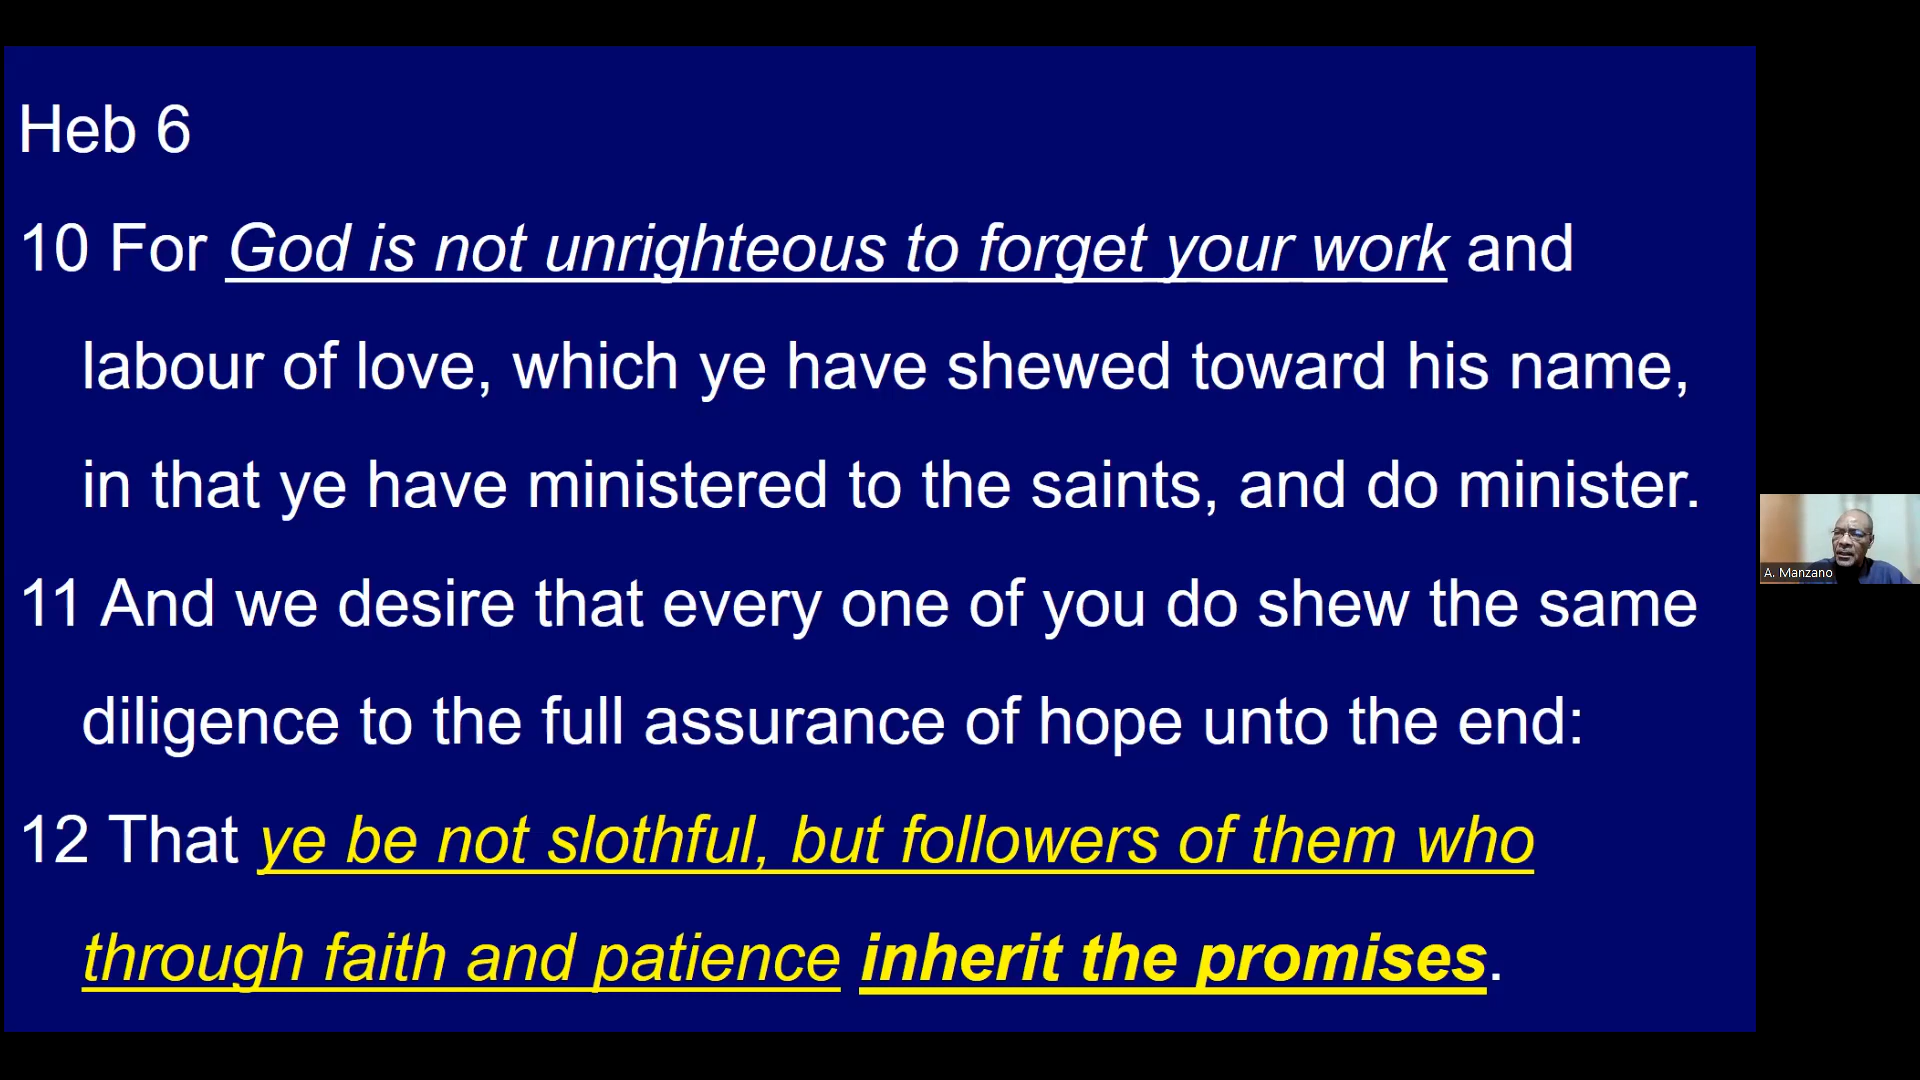 Heb 6
10 For God is not unrighteous to forget your work and
labour of love, which ye have shewed toward his name,
in that ye have ministered to the saints, and do minister.
11 And we desire that every one of you do shew the same
diligence to the full assurance of hope unto the end:
12 That ye be not slothful, but followers of them who
through faith and patience inherit the promises.
A. Manzano